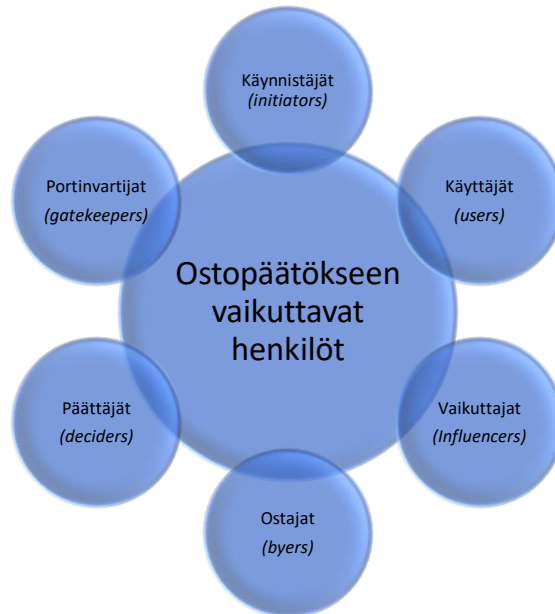 Käynnistäjät
(initiators)
Portinvartijat
(gatekeepers)
Käyttäjät
(users)
Ostopäätökseen
vaikuttavat
henkilöt
Päättäjät
(deciders)
Vaikuttajat
(Influencers)
Ostajat
(byers)